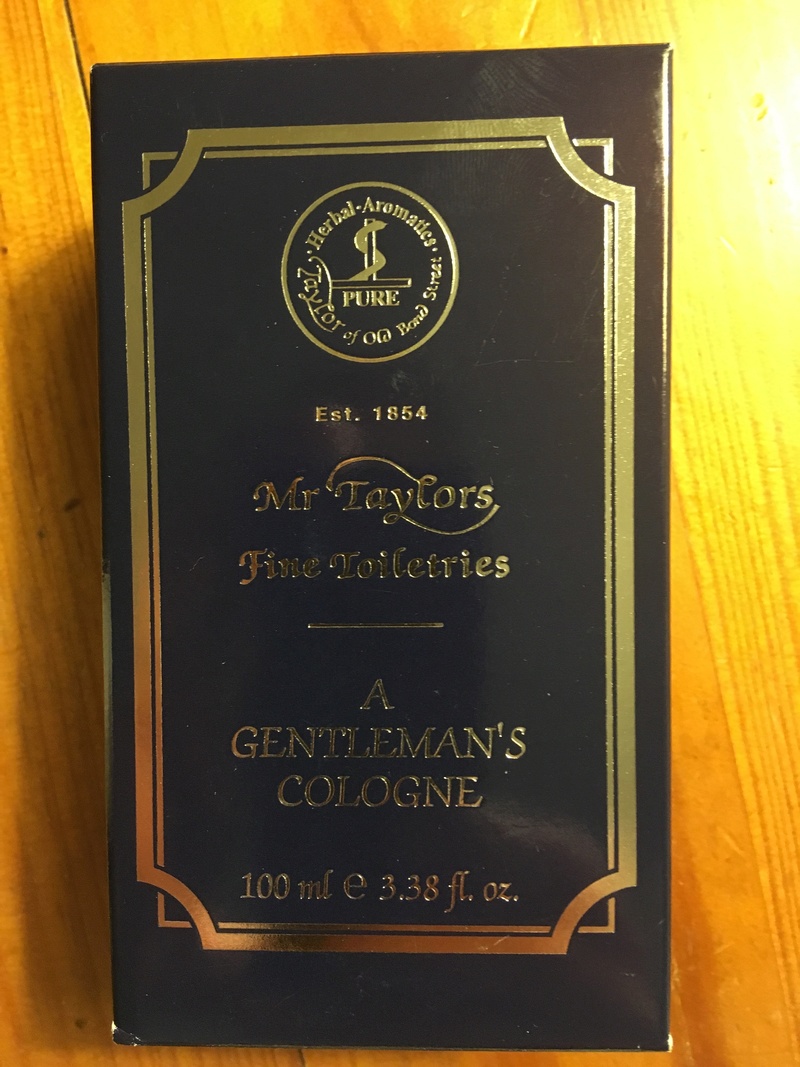 Herbal·Aromatics
PURE
Taylor of Old Bond Street
Est. 1854
Mr Taylors
Fine Toiletries
A
GENTLEMAN'S
COLOGNE
100 ml ℮ 3.38 fl. oz.